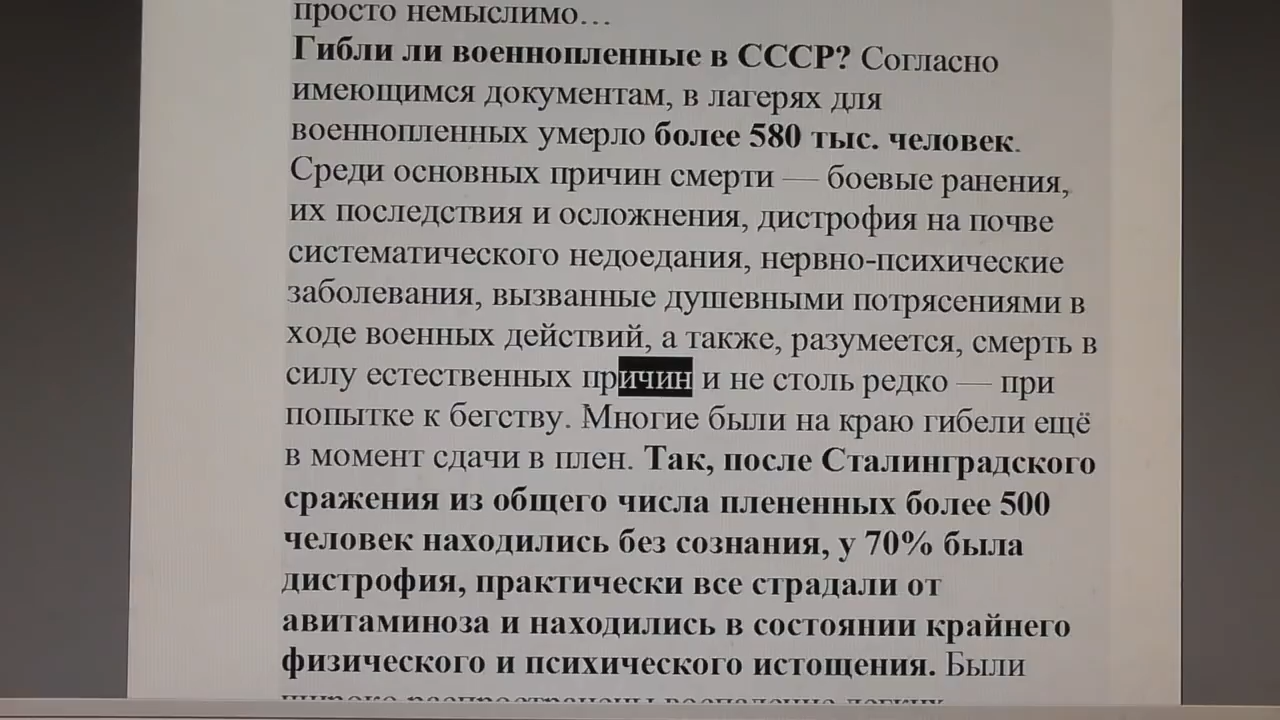 просто немыслимо…
Гибли ли военнопленные в СССР? Согласно
имеющимся документам, в лагерях для
военнопленных умерло более 580 тыс. человек.
Среди основных причин смерти — боевые ранения,
их последствия и осложнения, дистрофия на почве
систематического недоедания, нервно-психические
заболевания, вызванные душевными потрясениями в
ходе военных действий, а также, разумеется, смерть в
силу естественных причин и не столь редко — при
попытке к бегству. Многие были на краю гибели ещё
в момент сдачи в плен. Так, после Сталинградского
сражения из общего числа плененных более 500
человек находились без сознания, у 70% была
дистрофия, практически все страдали от
авитаминоза и находились в состоянии крайнего
физического и психического истощения. Были